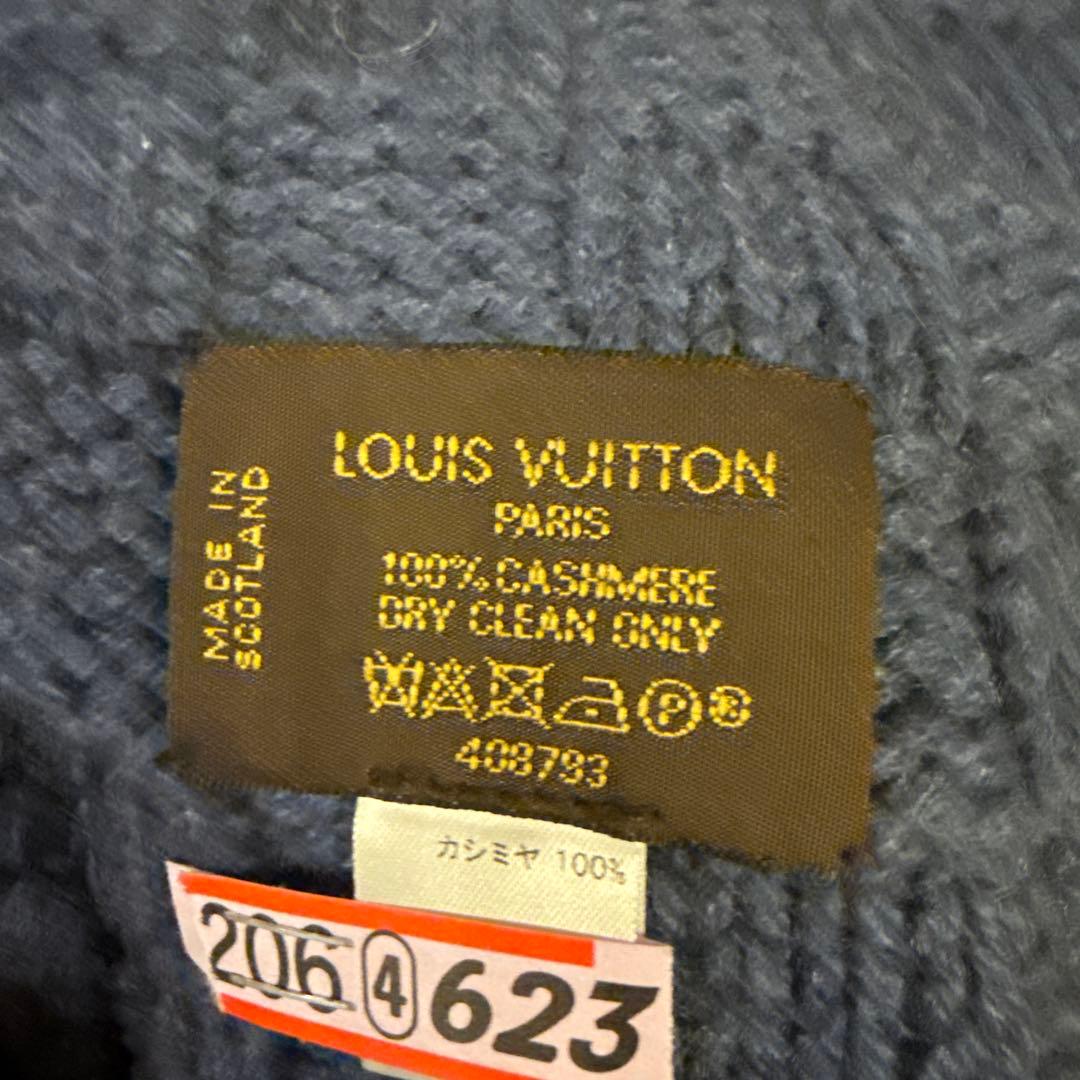 LOUIS VUITTON
PARIS
100% CASHMERE
DRY CLEAN ONLY
P ®
408793
MADE IN
SCOTLAND
カシミヤ 100%
206 4 623